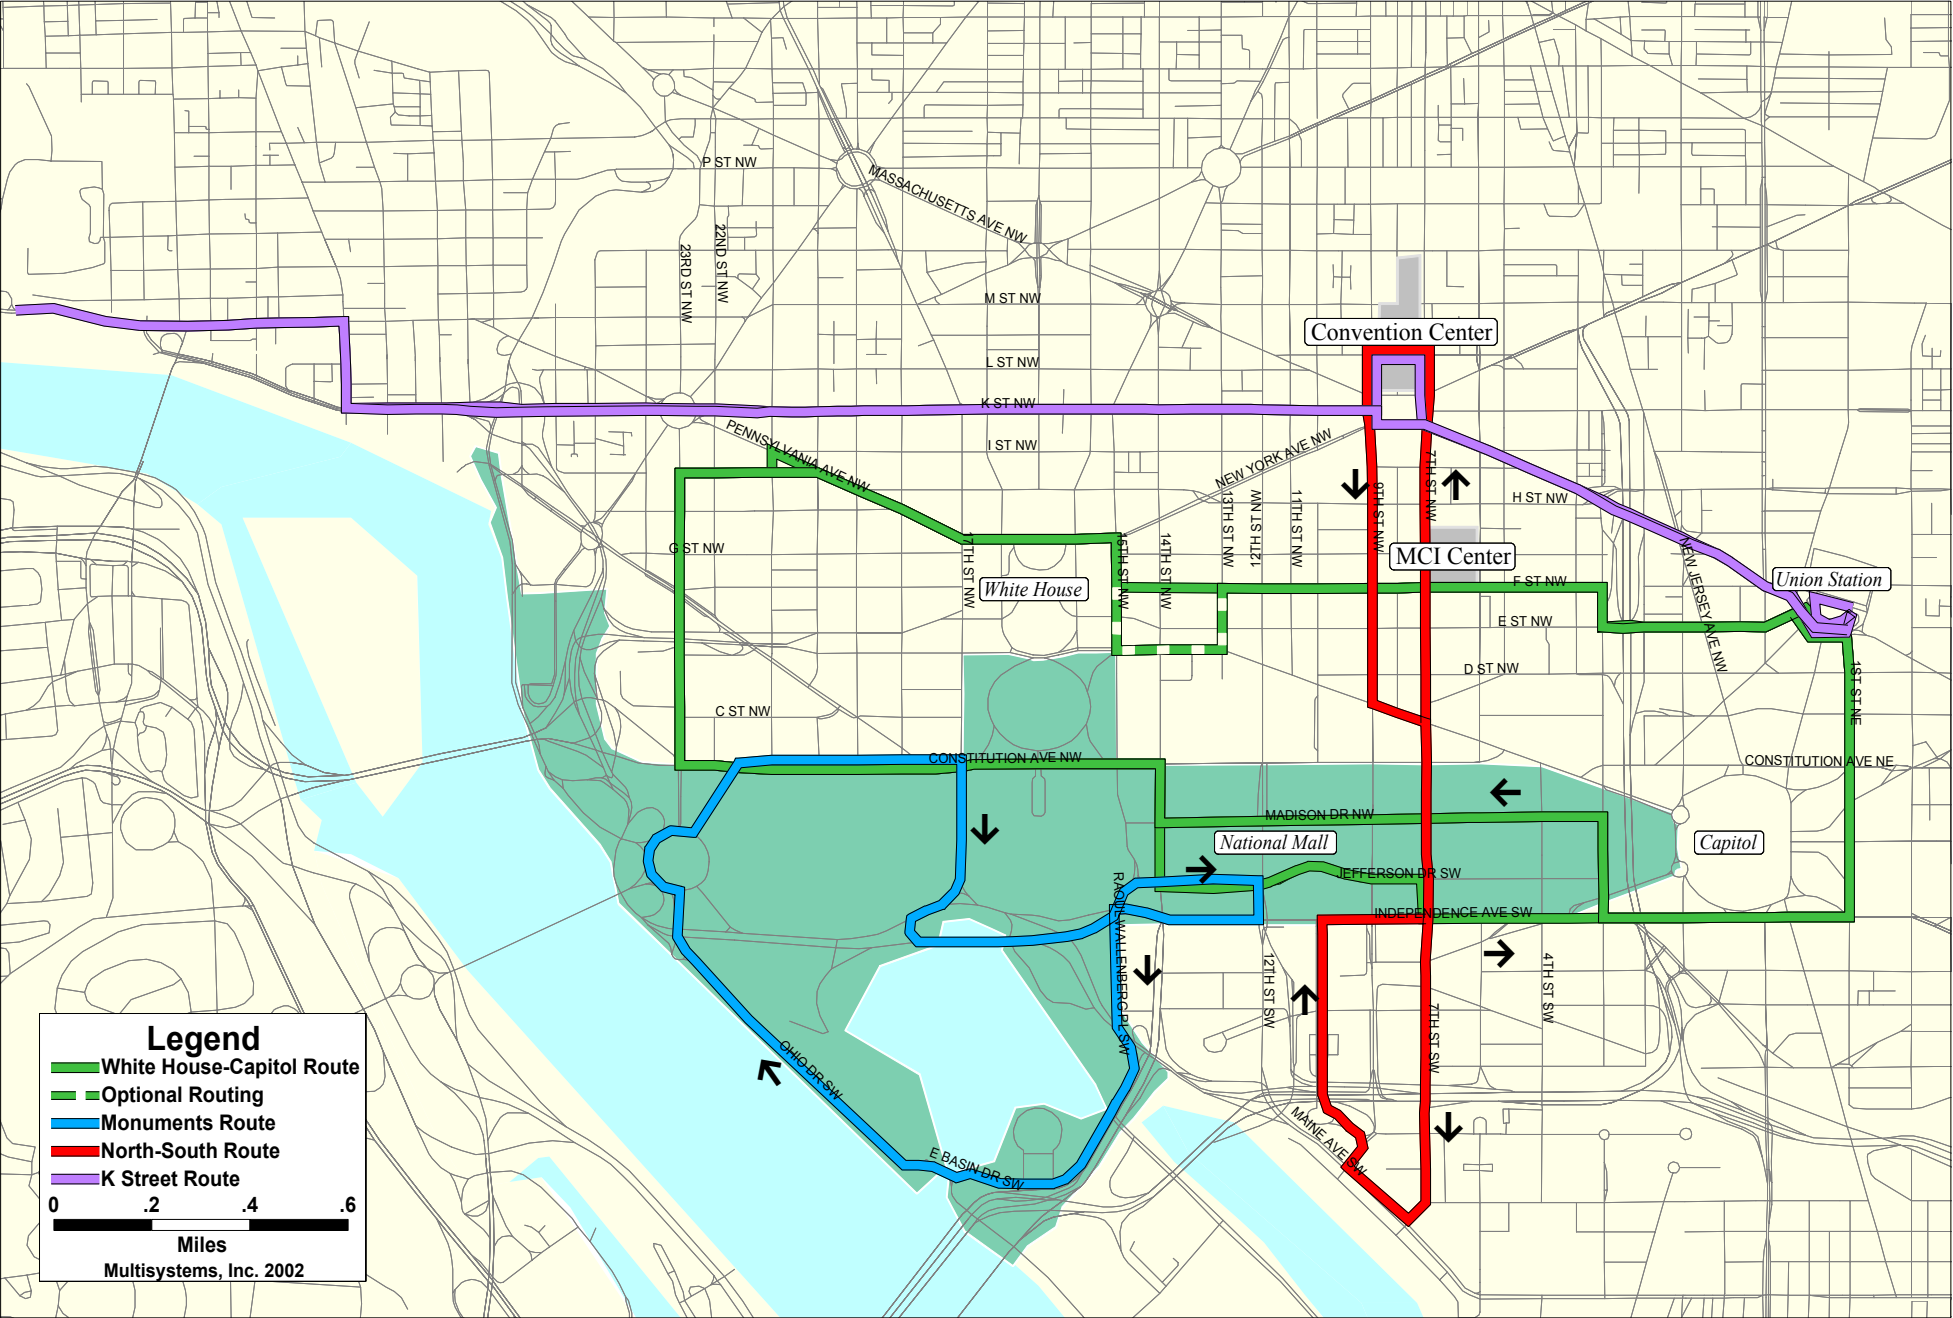 P ST NW
MASSACHUSETTS AVE NW
22ND ST NW
23RD ST NW
M ST NW
Convention Center
L ST NW
K ST NW
PENNSYLVANIA AVE NW
I ST NW
NEW YORK AVE NW
7TH ST NW
9TH ST NW
13TH ST NW
12TH ST NW
11TH ST NW
H ST NW
G ST NW
17TH ST NW
15TH ST NW
14TH ST NW
MCI Center
NEW JERSEY AVE NW
White House
F ST NW
Union Station
E ST NW
D ST NW
1ST ST NE
C ST NW
CONSTITUTION AVE NW
CONSTITUTION AVE NE
MADISON DR NW
National Mall
Capitol
JEFFERSON DR SW
RAOUL WALLENBERG PL SW
INDEPENDENCE AVE SW
12TH ST SW
4TH ST SW
7TH ST SW
OHIO DR SW
MAINE AVE SW
E BASIN DR SW
Legend
White House-Capitol Route
Optional Routing
Monuments Route
North-South Route
K Street Route
0 .2 .4 .6
Miles
Multisystems, Inc. 2002